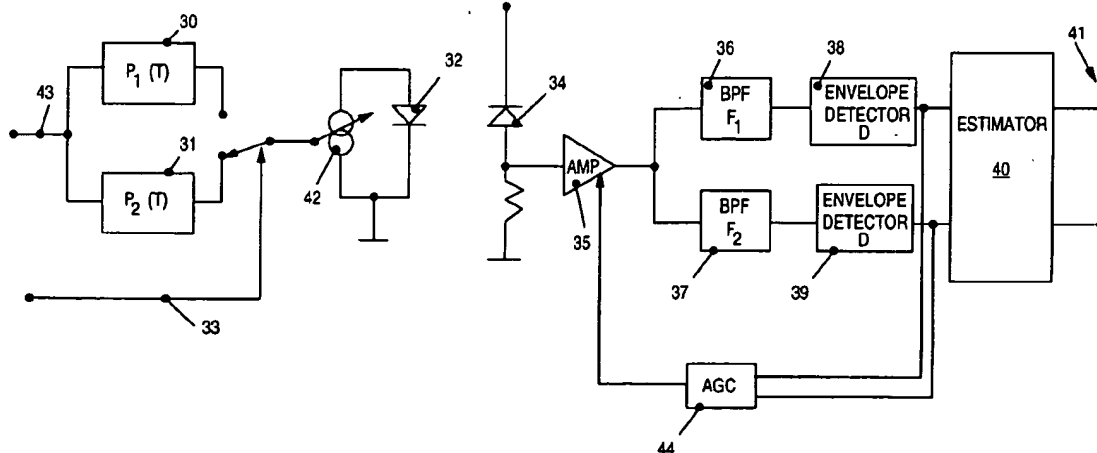 30
P1 (T)
43
31
P2 (T)
33
42
32
34
AMP
35
36
BPF
F1
38
ENVELOPE
DETECTOR
D
BPF
F2
37
ENVELOPE
DETECTOR
D
39
ESTIMATOR
40
41
AGC
44